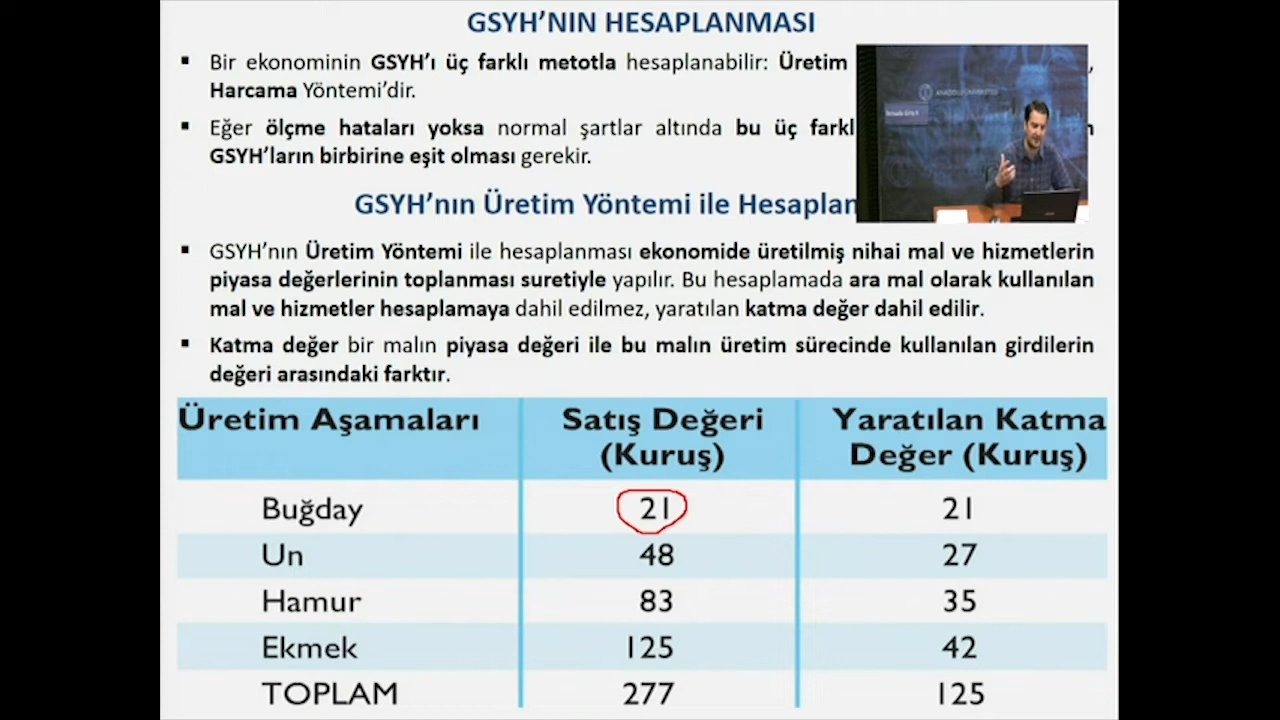 GSYH'NIN HESAPLANMASI
▪ Bir ekonominin GSYH'ı üç farklı metotla hesaplanabilir: Üretim ,
Harcama Yöntemi'dir.
▪ Eğer ölçme hataları yoksa normal şartlar altında bu üç
GSYH'ların birbirine eşit olması gerekir.
ANADOLU ÜNİVERSİTESİ
GSYH'nın Üretim Yöntemi ile
▪ GSYH'nın Üretim Yöntemi ile hesaplanması ekonomide üretilmiş nihai mal ve hizmetlerin
piyasa değerlerinin toplanması suretiyle yapılır. Bu hesaplamada ara mal olarak kullanılan
mal ve hizmetler hesaplamaya dahil edilmez, yaratılan katma değer dahil edilir.
▪ Katma değer bir malın piyasa değeri ile bu malın üretim sürecinde kullanılan girdilerin
değeri arasındaki farktır.
Üretim Aşamaları Satış Değeri (Kuruş) Yaratılan Katma Değer (Kuruş)
Buğday 21 21
Un 48 27
Hamur 83 35
Ekmek 125 42
TOPLAM 277 125